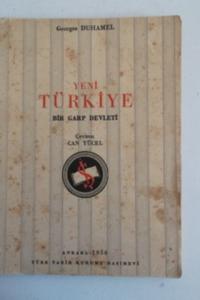 Georges DUHAMEL
YENİ
TÜRKİYE
BİR GARP DEVLETİ
Çeviren
CAN YÜCEL
ANKARA - 1956
TÜRK TARİH KURUMU BASIMEVİ